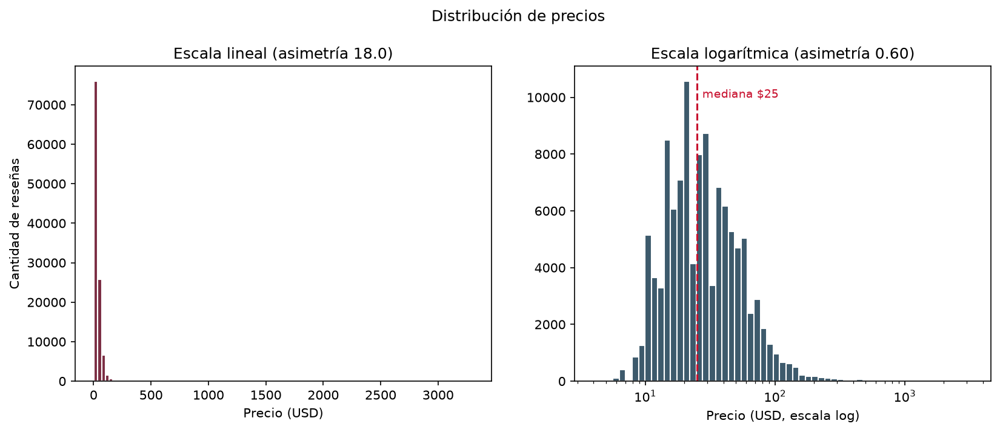 Distribución de precios
Escala lineal (asimetría 18.0)
Cantidad de reseñas
70000
60000
50000
40000
30000
20000
10000
0
0 500 1000 1500 2000 2500 3000
Precio (USD)
Escala logarítmica (asimetría 0.60)
mediana $25
10000
8000
6000
4000
2000
0
10¹ 10² 10³
Precio (USD, escala log)